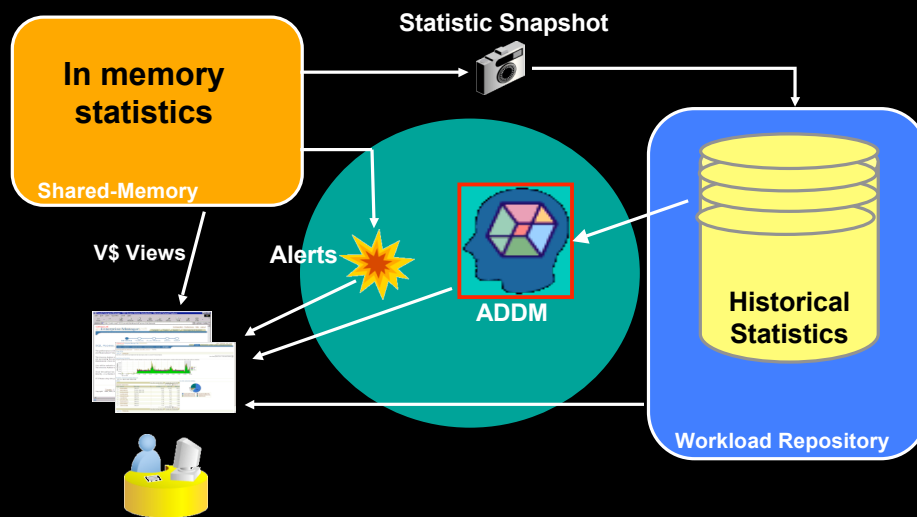 Statistic Snapshot
In memory
statistics
Shared-Memory
V$ Views
Alerts
ADDM
Historical
Statistics
Workload Repository